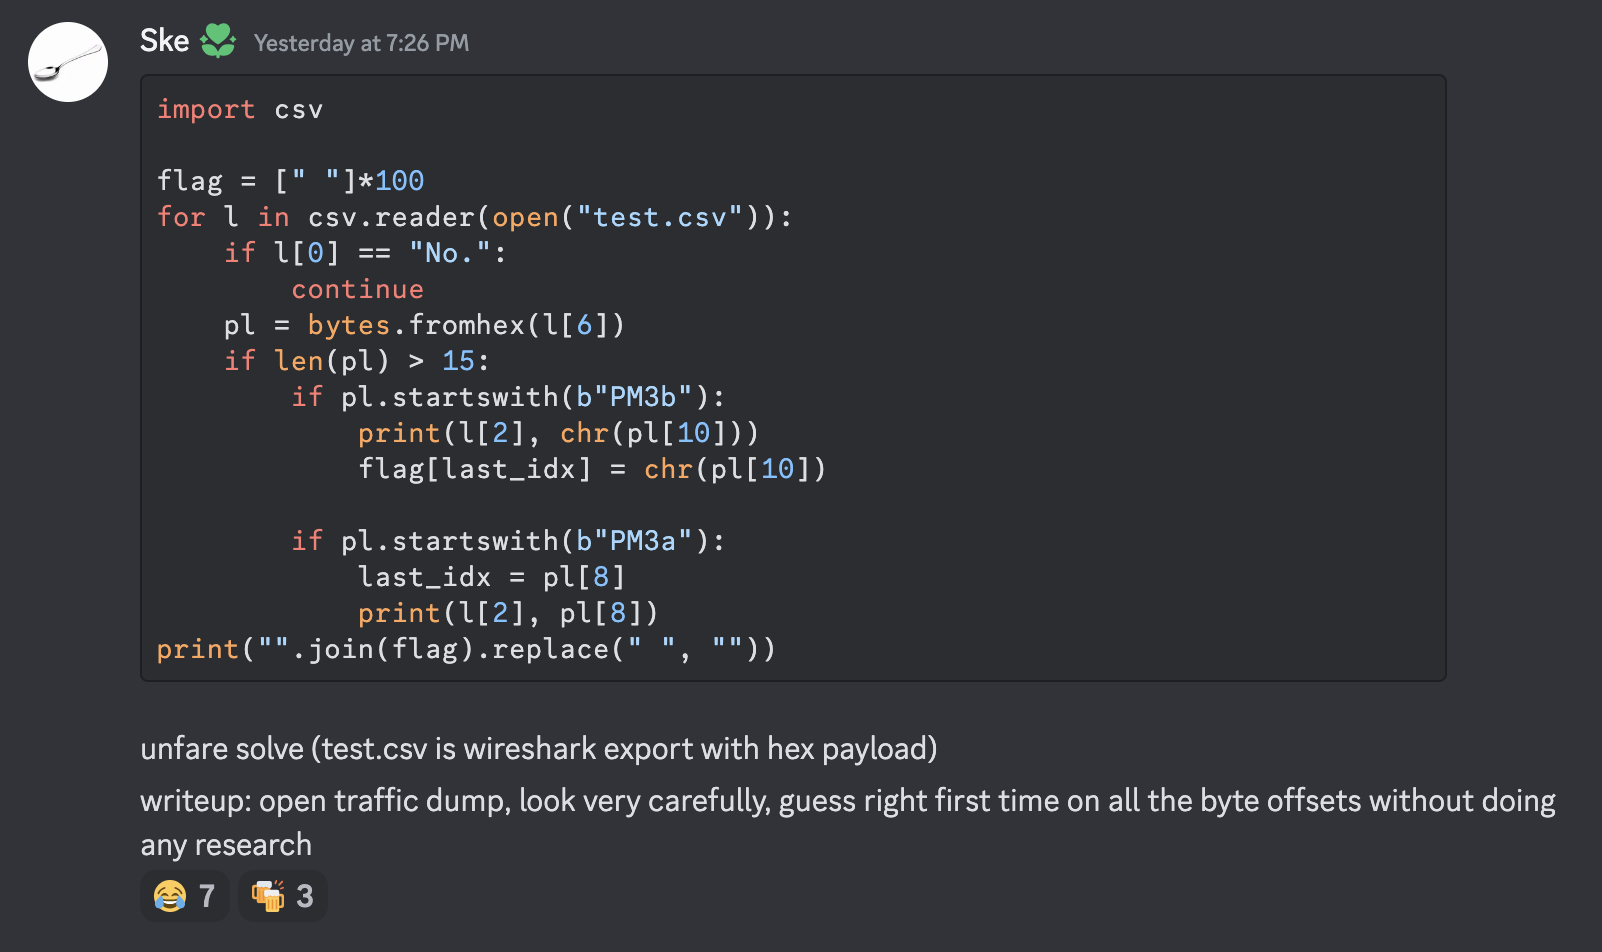 Ske Yesterday at 7:26 PM
import csv

flag = [" "]*100
for l in csv.reader(open("test.csv")):
    if l[0] == "No.":
        continue
    pl = bytes.fromhex(l[6])
    if len(pl) > 15:
        if pl.startswith(b"PM3b"):
            print(l[2], chr(pl[10]))
            flag[last_idx] = chr(pl[10])

        if pl.startswith(b"PM3a"):
            last_idx = pl[8]
            print(l[2], pl[8])
print("".join(flag).replace(" ", ""))
unfare solve (test.csv is wireshark export with hex payload)
writeup: open traffic dump, look very carefully, guess right first time on all the byte offsets without doing
any research
😂 7 🍻 3